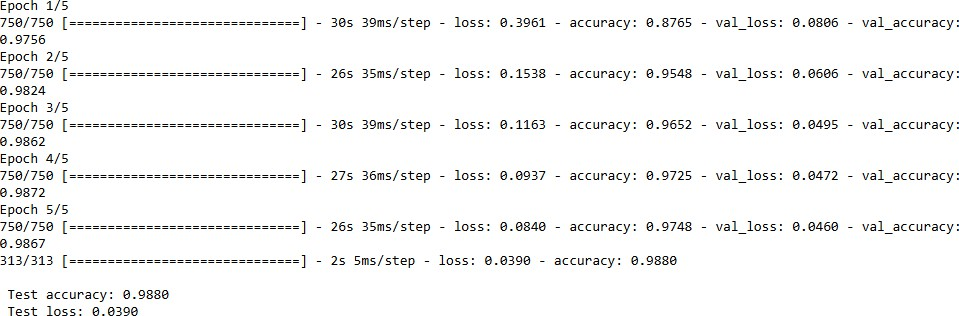 Epoch 1/5
750/750 [==============================] - 30s 39ms/step - loss: 0.3961 - accuracy: 0.8765 - val_loss: 0.0806 - val_accuracy:
0.9756
Epoch 2/5
750/750 [==============================] - 26s 35ms/step - loss: 0.1538 - accuracy: 0.9548 - val_loss: 0.0606 - val_accuracy:
0.9824
Epoch 3/5
750/750 [==============================] - 30s 39ms/step - loss: 0.1163 - accuracy: 0.9652 - val_loss: 0.0495 - val_accuracy:
0.9862
Epoch 4/5
750/750 [==============================] - 27s 36ms/step - loss: 0.0937 - accuracy: 0.9725 - val_loss: 0.0472 - val_accuracy:
0.9872
Epoch 5/5
750/750 [==============================] - 26s 35ms/step - loss: 0.0840 - accuracy: 0.9748 - val_loss: 0.0460 - val_accuracy:
0.9867
313/313 [==============================] - 2s 5ms/step - loss: 0.0390 - accuracy: 0.9880
Test accuracy: 0.9880
Test loss: 0.0390